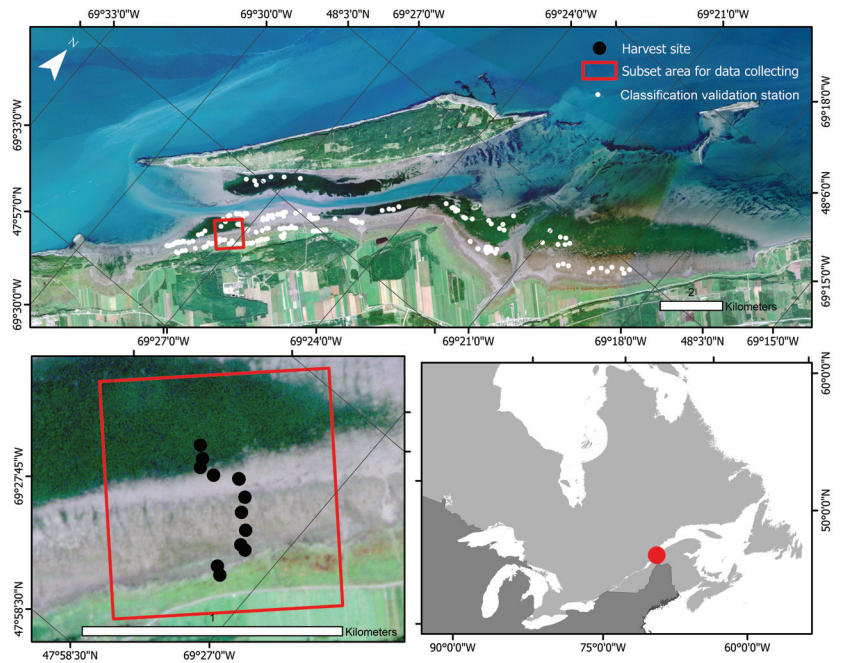 69°33'0"W 69°30'0"W 48°3'0"N 69°27'0"W 69°24'0"W 69°21'0"W
N
Harvest site
Subset area for data collecting
Classification validation station
69°33'0"W
47°57'0"N
69°30'0"W
69°18'0"W
48°6'0"N
69°15'0"W
2
Kilometers
69°27'0"W 69°24'0"W 69°21'0"W 69°18'0"W 48°3'0"N 69°15'0"W
69°27'45"W
47°58'30"N
1
Kilometers
47°58'30"N 69°27'0"W
60°0'0"N
50°0'0"N
90°0'0"W 75°0'0"W 60°0'0"W